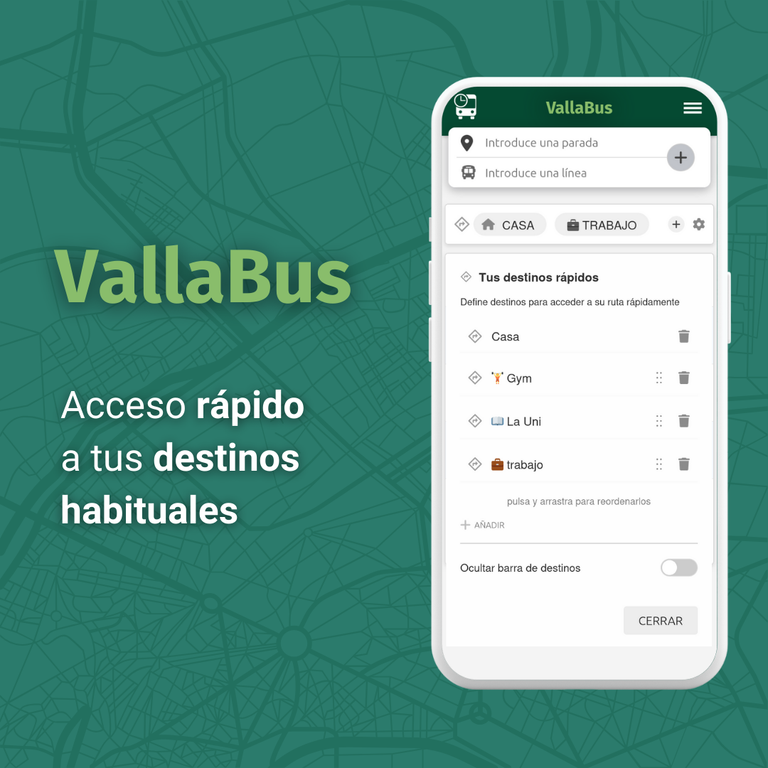 VallaBus
Acceso rápido
a tus destinos
habituales
VallaBus
Introduce una parada
Introduce una línea
CASA
TRABAJO
Tus destinos rápidos
Define destinos para acceder a su ruta rápidamente
Casa
Gym
La Uni
trabajo
pulsa y arrastra para reordenarlos
AÑADIR
Ocultar barra de destinos
CERRAR